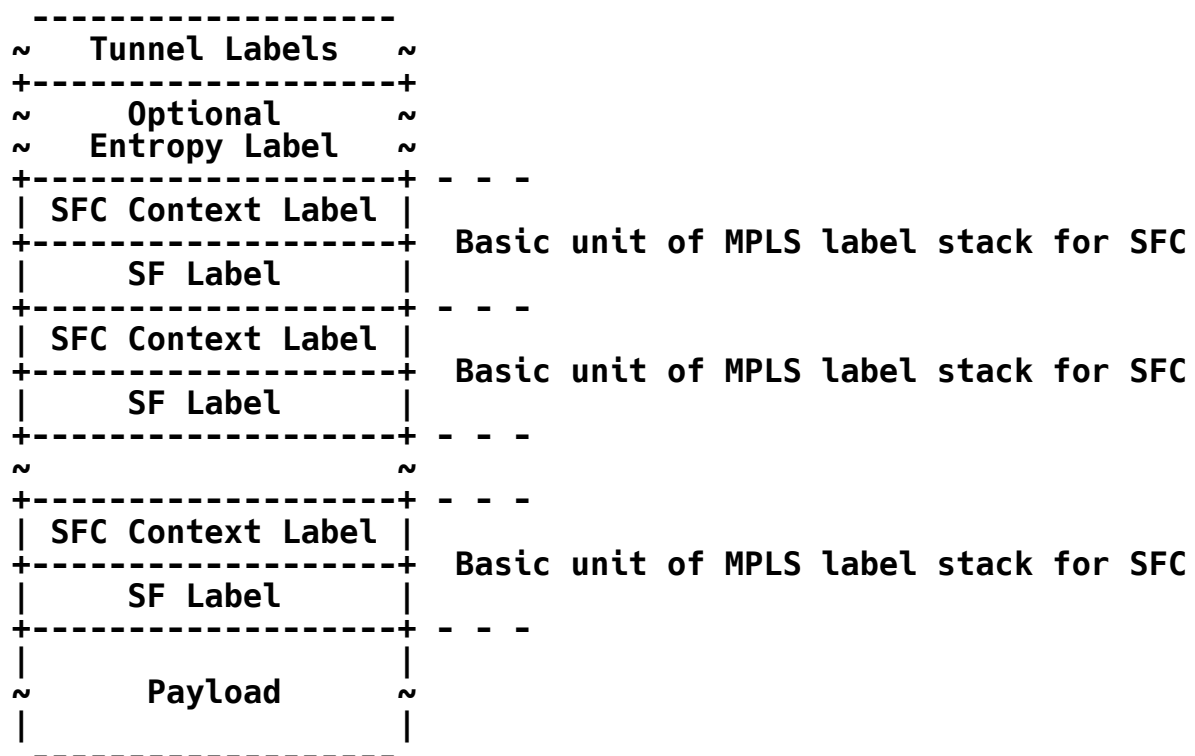 -------------------
~   Tunnel Labels   ~
+-------------------+
~     Optional      ~
~   Entropy Label   ~
+-------------------+ - - -
| SFC Context Label |
+-------------------+  Basic unit of MPLS label stack for SFC
|     SF Label      |
+-------------------+ - - -
| SFC Context Label |
+-------------------+  Basic unit of MPLS label stack for SFC
|     SF Label      |
+-------------------+ - - -
~                   ~
+-------------------+ - - -
| SFC Context Label |
+-------------------+  Basic unit of MPLS label stack for SFC
|     SF Label      |
+-------------------+ - - -
|                   |
~      Payload      ~
|                   |
 -------------------